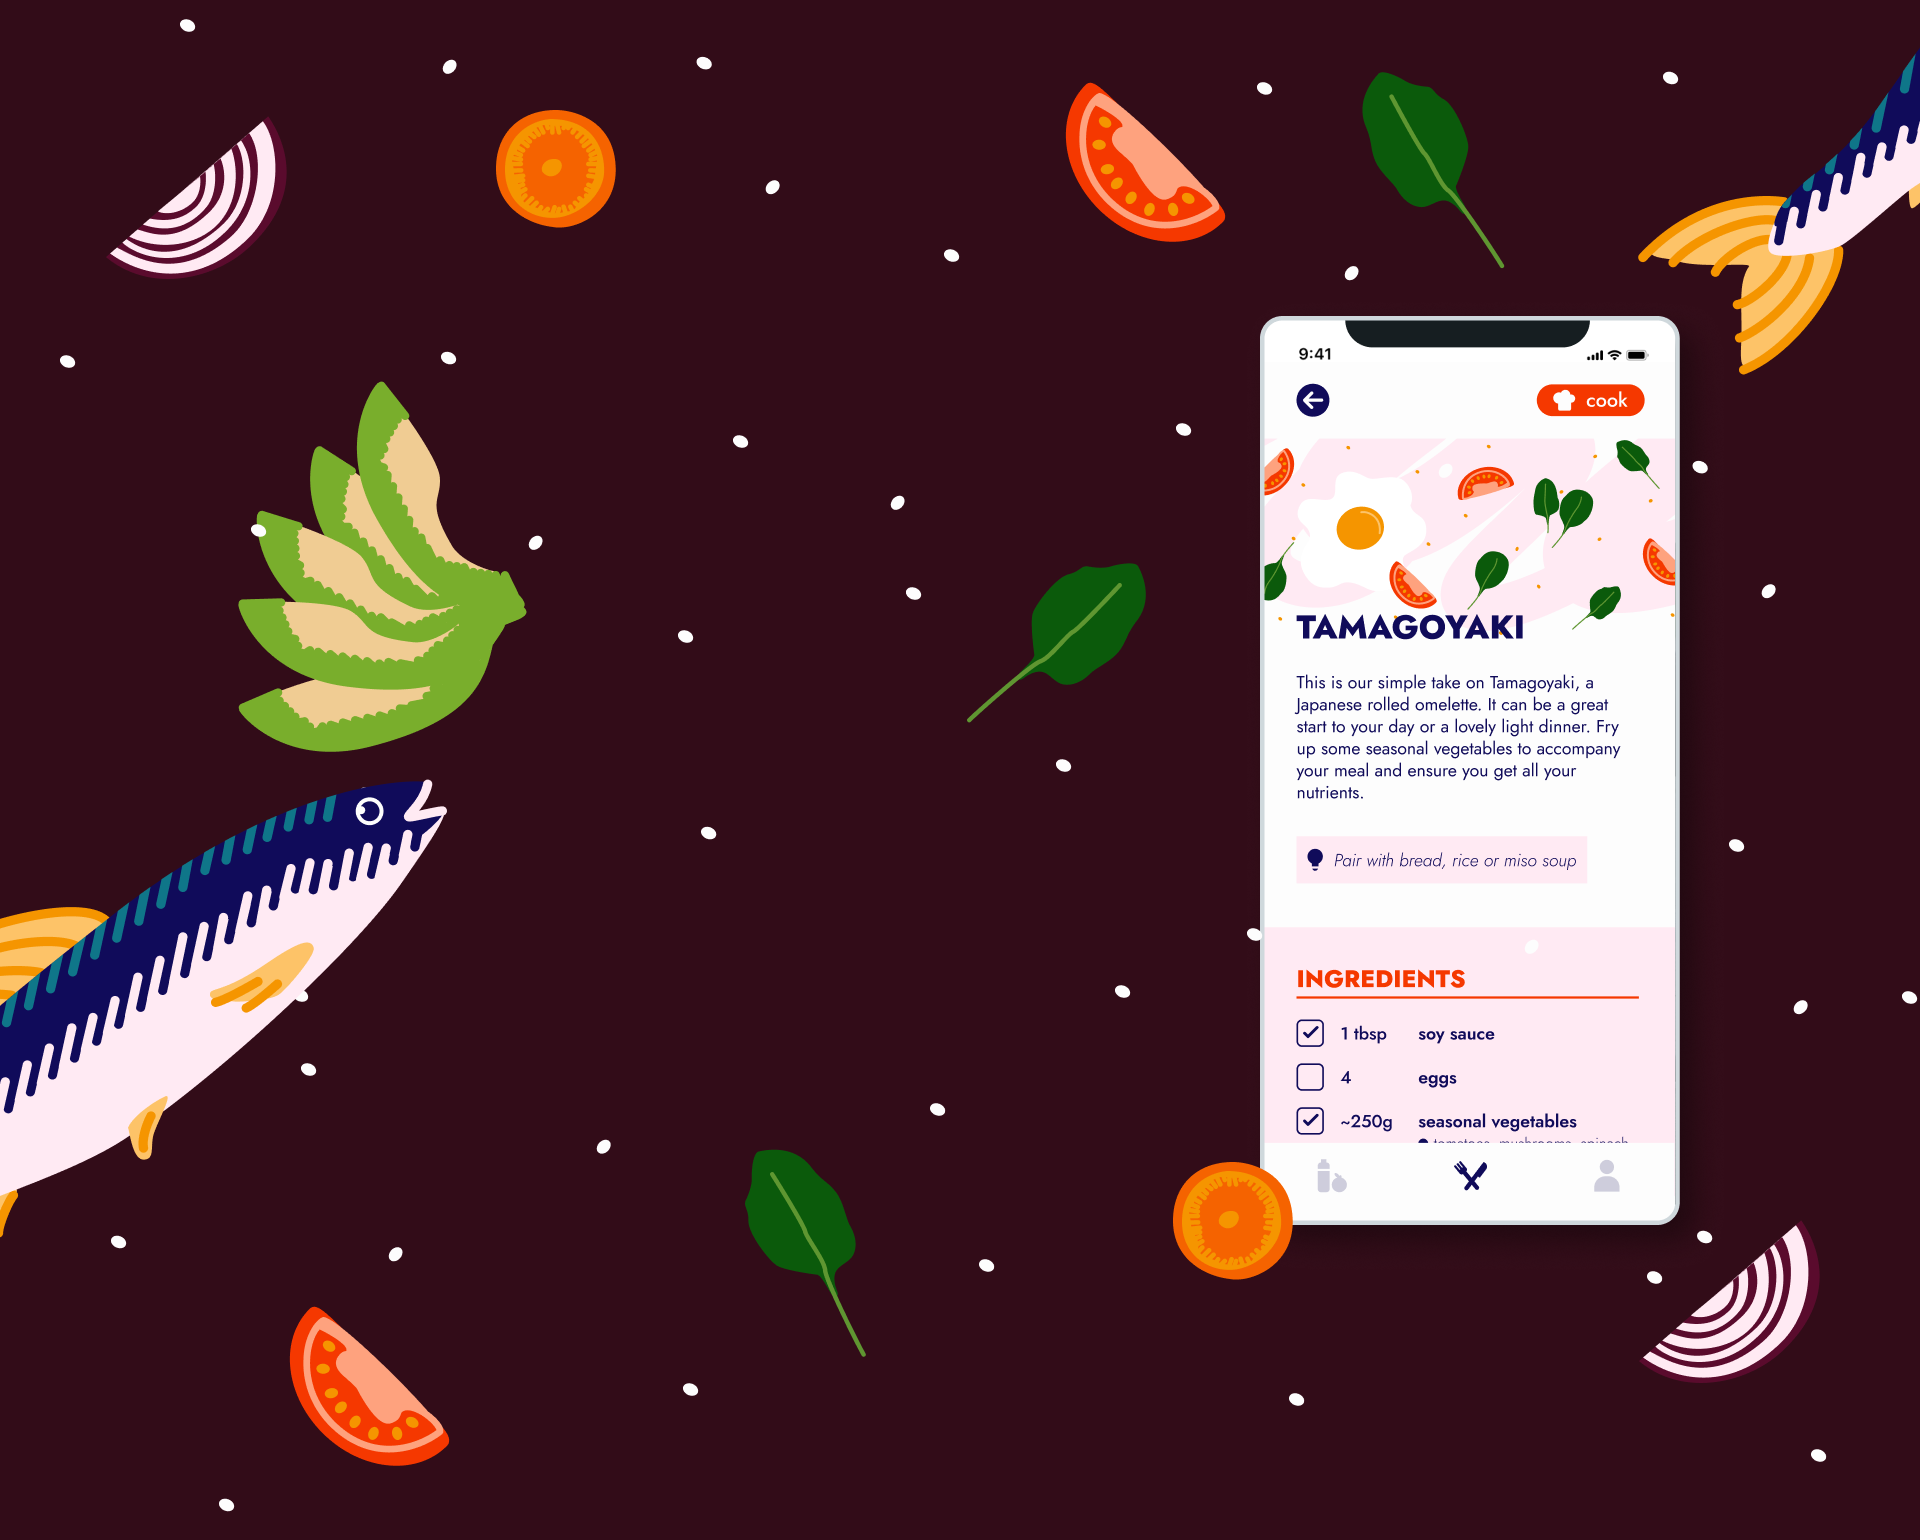 9:41
cook
TAMAGOYAKI
This is our simple take on Tamagoyaki, a
Japanese rolled omelette. It can be a great
start to your day or a lovely light dinner. Fry
up some seasonal vegetables to accompany
your meal and ensure you get all your
nutrients.
Pair with bread, rice or miso soup
INGREDIENTS
1 tbsp soy sauce
4 eggs
~250g seasonal vegetables
tomatoes, mushrooms, spinach